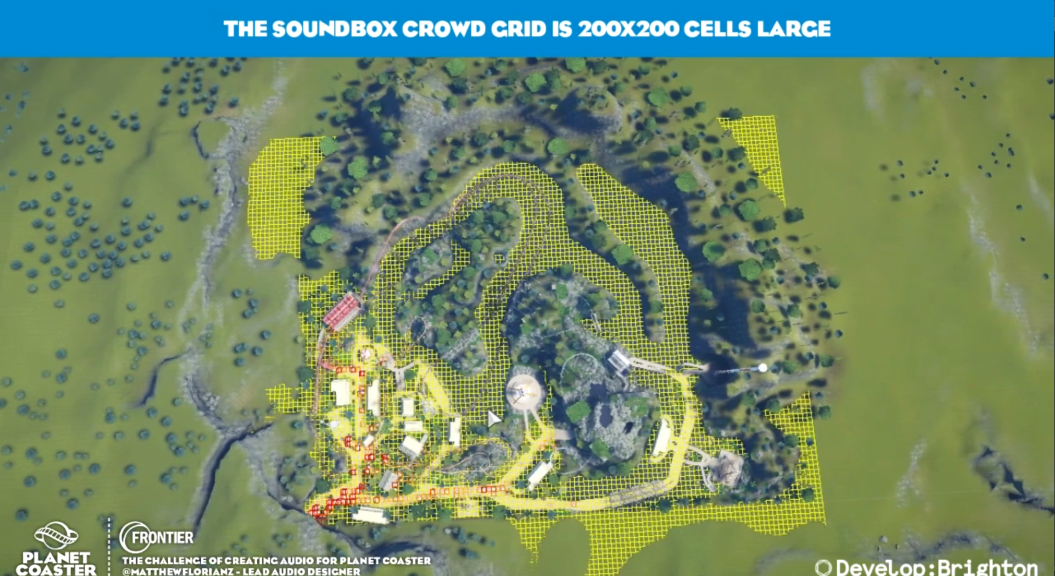 THE SOUNDBOX CROWD GRID IS 200X200 CELLS LARGE
PLANET
COASTER
FRONTIER
THE CHALLENGE OF CREATING AUDIO FOR PLANET COASTER
@MATTHEWFLORIANZ - LEAD AUDIO DESIGNER
Develop:Brighton